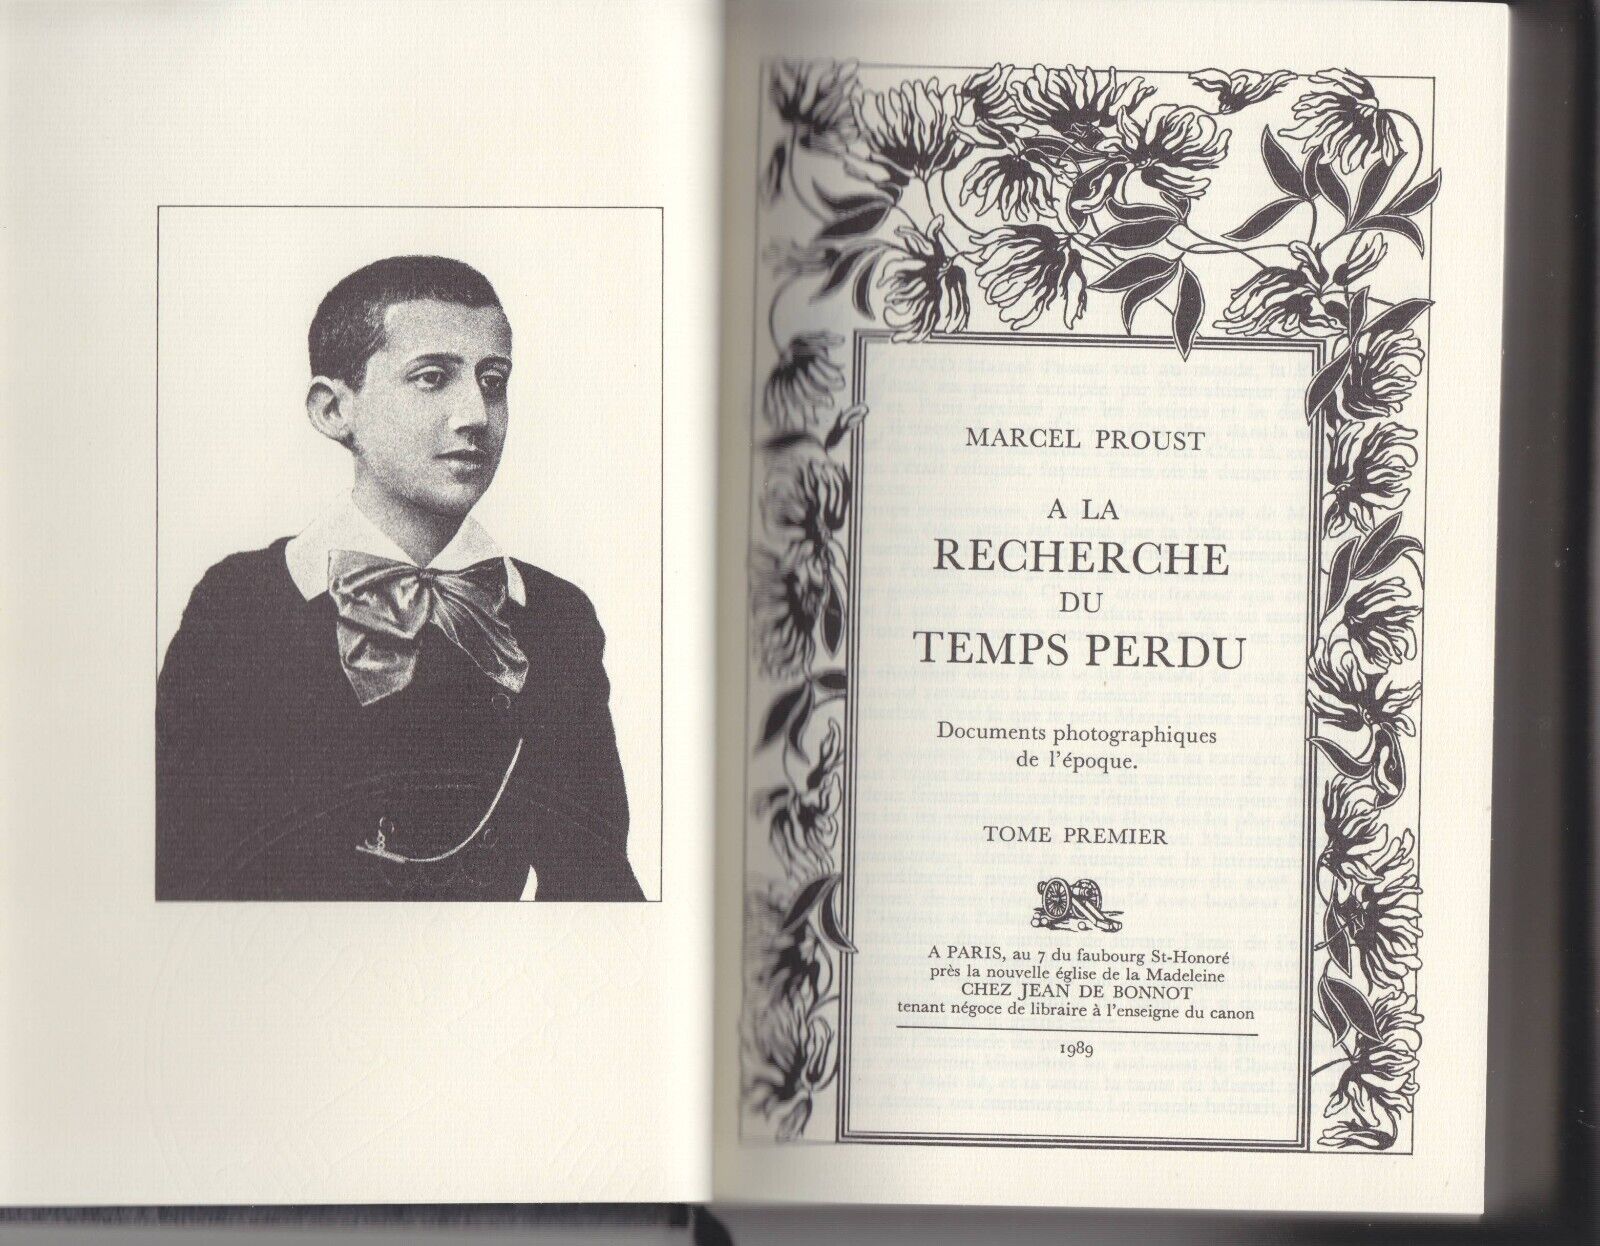 MARCEL PROUST
A LA
RECHERCHE
DU
TEMPS PERDU
Documents photographiques
de l'époque.
TOME PREMIER
A PARIS, au 7 du faubourg St-Honoré
près la nouvelle église de la Madeleine
CHEZ JEAN DE BONNOT
tenant négoce de libraire à l'enseigne du canon
1989